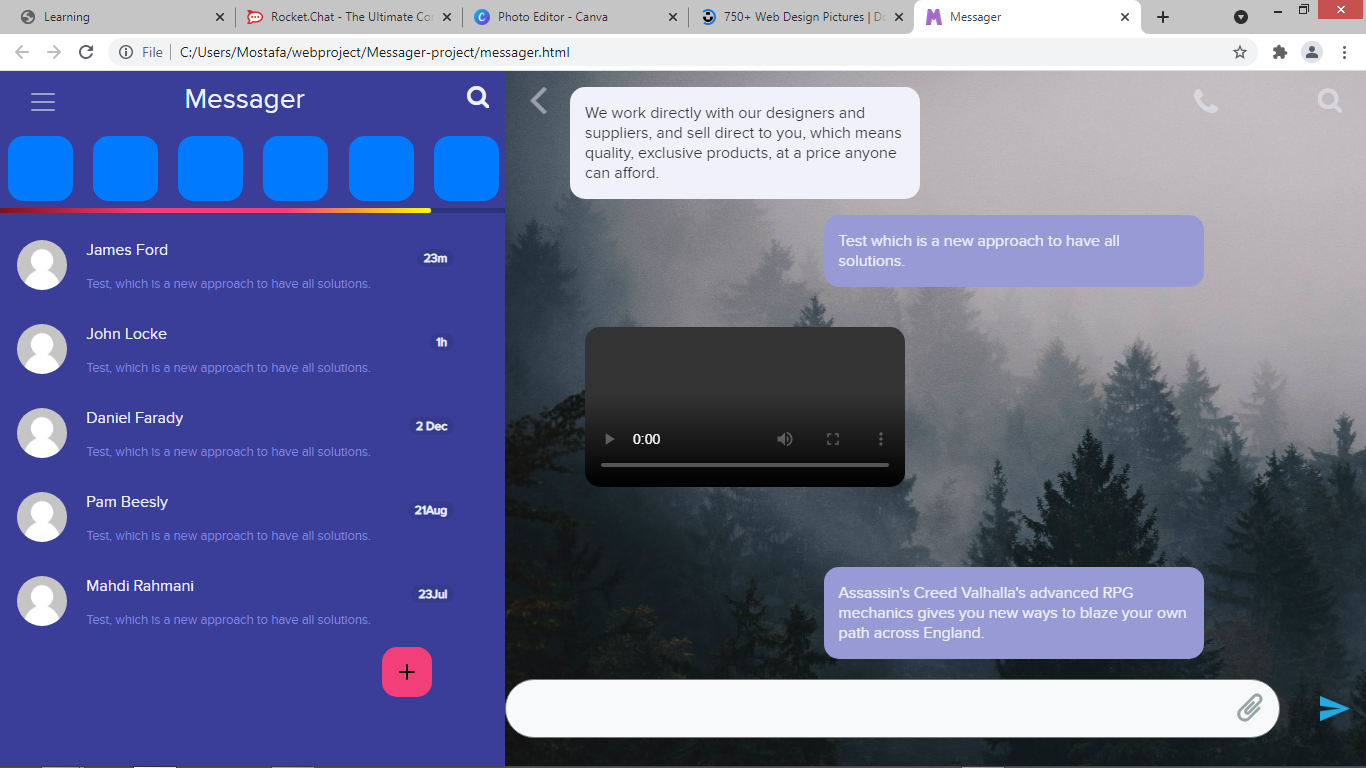 Learning
Rocket.Chat - The Ultimate Co
Photo Editor - Canva
750+ Web Design Pictures | Do
Messager
File
C:/Users/Mostafa/webproject/Messager-project/messager.html
Messager
James Ford
23m
Test, which is a new approach to have all solutions.
John Locke
1h
Test, which is a new approach to have all solutions.
Daniel Farady
2 Dec
Test, which is a new approach to have all solutions.
Pam Beesly
21Aug
Test, which is a new approach to have all solutions.
Mahdi Rahmani
23Jul
Test, which is a new approach to have all solutions.
We work directly with our designers and
suppliers, and sell direct to you, which means
quality, exclusive products, at a price anyone
can afford.
Test which is a new approach to have all
solutions.
0:00
Assassin's Creed Valhalla's advanced RPG
mechanics gives you new ways to blaze your own
path across England.